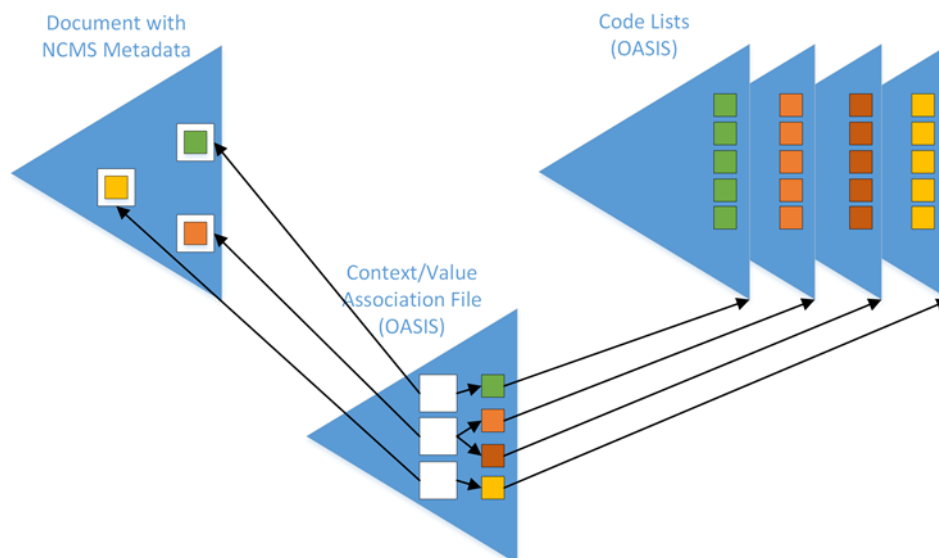 Document with
NCMS Metadata
Code Lists
(OASIS)
Context/Value
Association File
(OASIS)